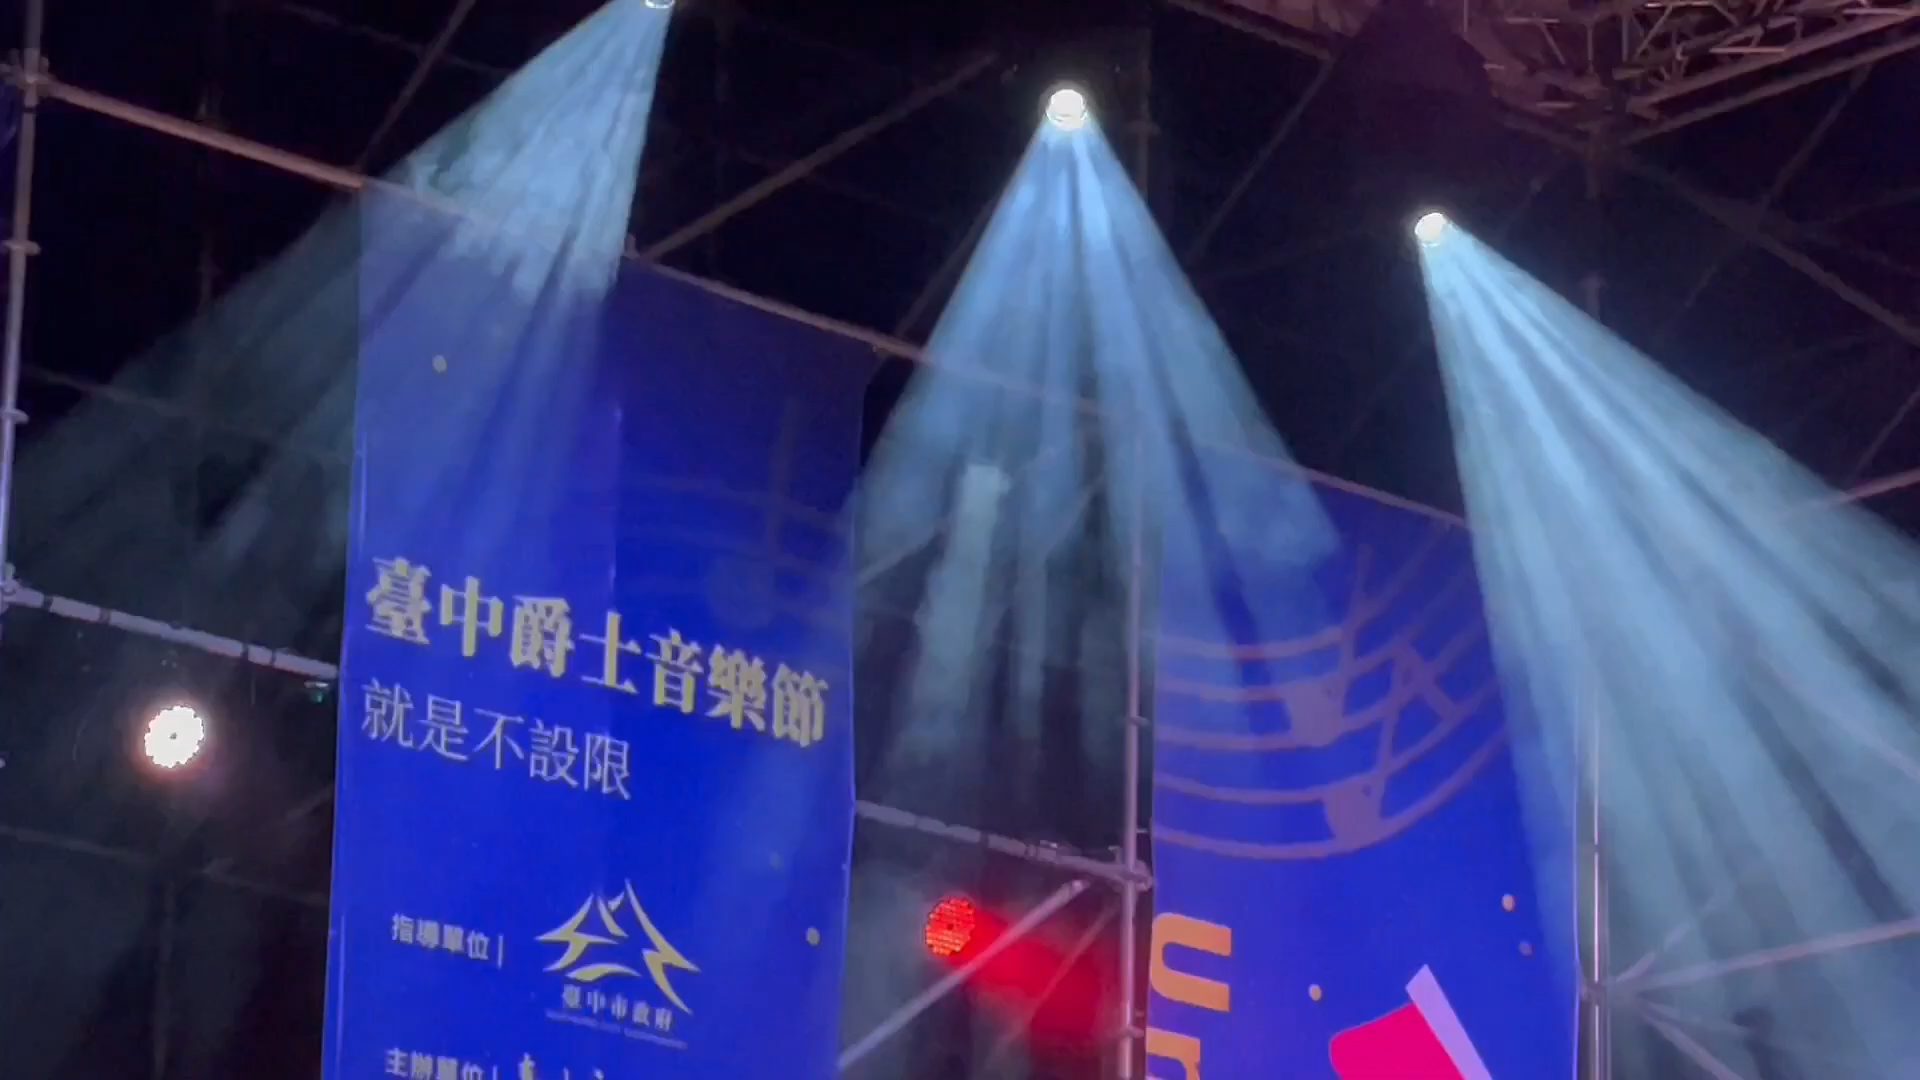 臺中爵士音樂節
就是不設限
指導單位|
臺中市政府
主辦單位|
un